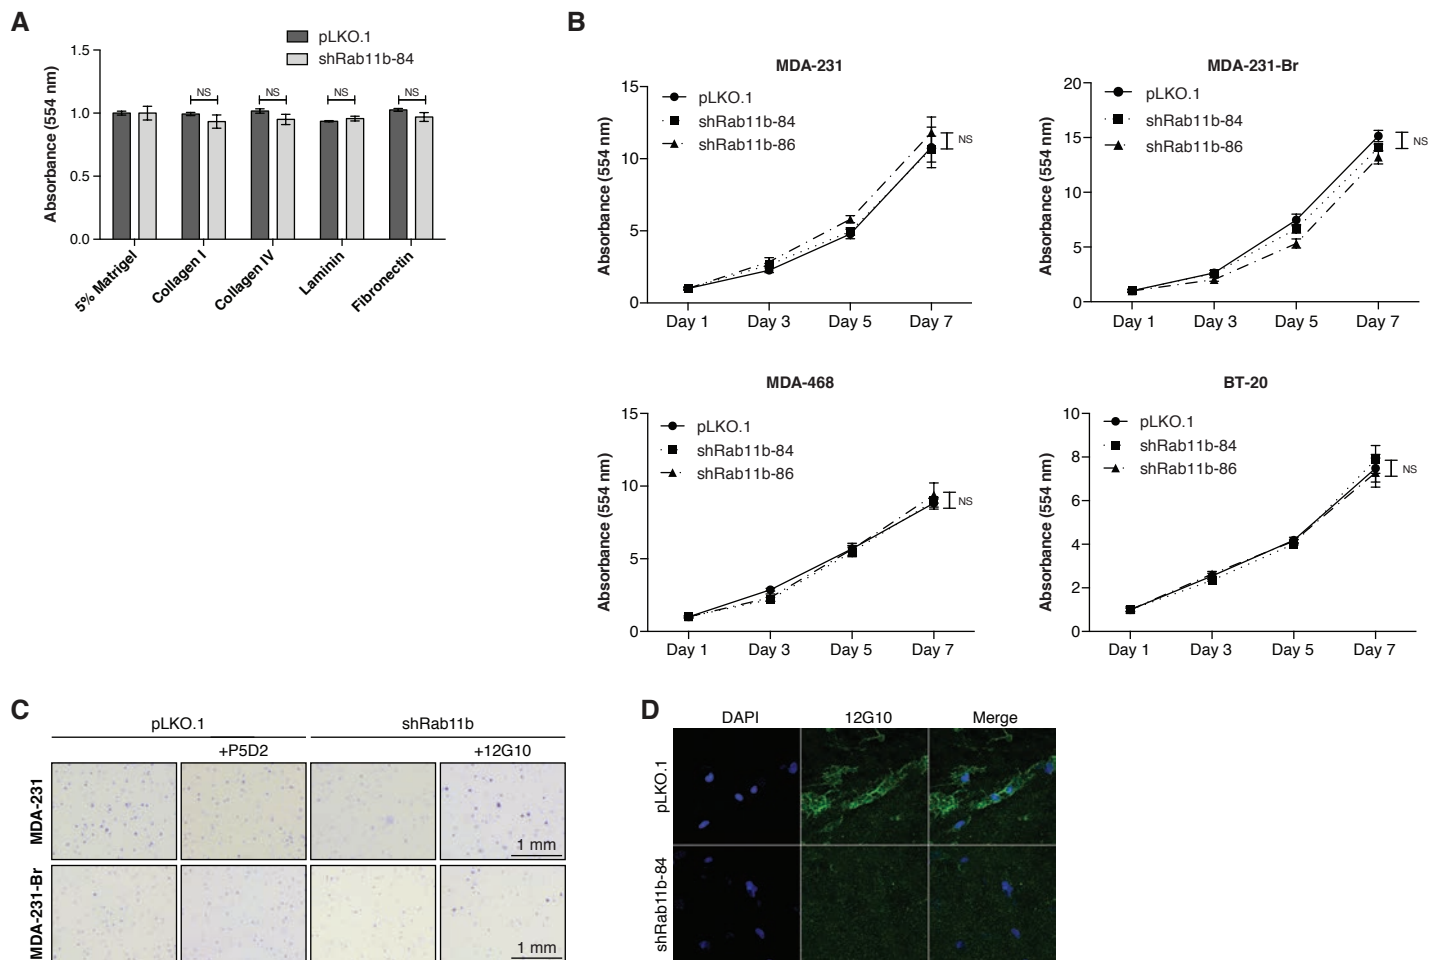 A
pLKO.1
shRab11b-84
Absorbance (554 nm)
1.5
1.0
0.5
0.0
NS
NS
NS
NS
5% Matrigel
Collagen I
Collagen IV
Laminin
Fibronectin
B
MDA-231
Absorbance (554 nm)
15
10
5
0
pLKO.1
shRab11b-84
shRab11b-86
NS
Day 1 Day 3 Day 5 Day 7
MDA-231-Br
Absorbance (554 nm)
20
15
10
5
0
pLKO.1
shRab11b-84
shRab11b-86
NS
Day 1 Day 3 Day 5 Day 7
MDA-468
Absorbance (554 nm)
15
10
5
0
pLKO.1
shRab11b-84
shRab11b-86
NS
Day 1 Day 3 Day 5 Day 7
BT-20
Absorbance (554 nm)
10
8
6
4
2
0
pLKO.1
shRab11b-84
shRab11b-86
NS
Day 1 Day 3 Day 5 Day 7
C
pLKO.1 shRab11b
+P5D2 +12G10
MDA-231
1 mm
MDA-231-Br
1 mm
D
DAPI 12G10 Merge
pLKO.1
shRab11b-84